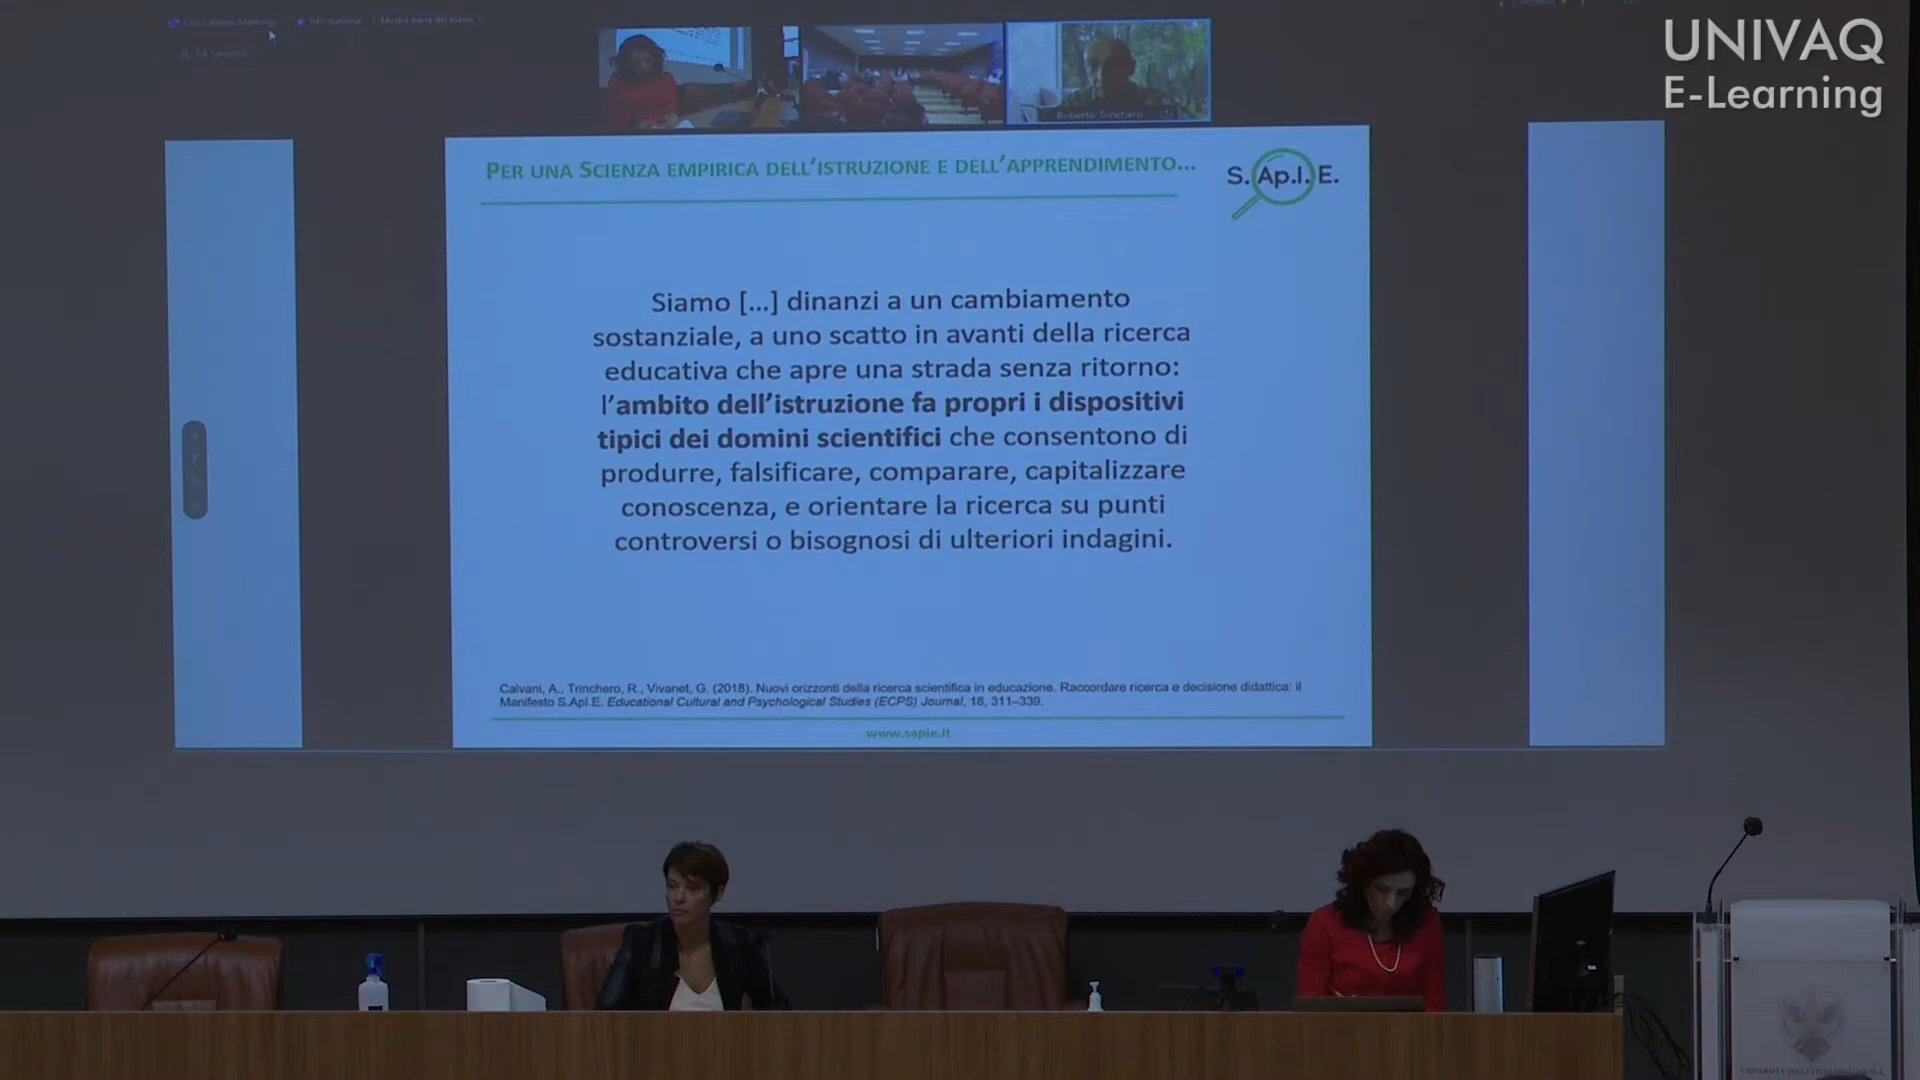 UNIVAQ
E-Learning
Roberto Trinchero
PER UNA SCIENZA EMPIRICA DELL'ISTRUZIONE E DELL'APPRENDIMENTO...
S.Ap.I.E.
Siamo [...] dinanzi a un cambiamento
sostanziale, a uno scatto in avanti della ricerca
educativa che apre una strada senza ritorno:
l'ambito dell'istruzione fa propri i dispositivi
tipici dei domini scientifici che consentono di
produrre, falsificare, comparare, capitalizzare
conoscenza, e orientare la ricerca su punti
controversi o bisognosi di ulteriori indagini.
Calvani, A., Trinchero, R., Vivanet, G. (2018). Nuovi orizzonti della ricerca scientifica in educazione. Raccordare ricerca e decisione didattica: il
Manifesto S.Apl.E. Educational Cultural and Psychological Studies (ECPS) Journal, 18, 311–339.
www.sapie.it